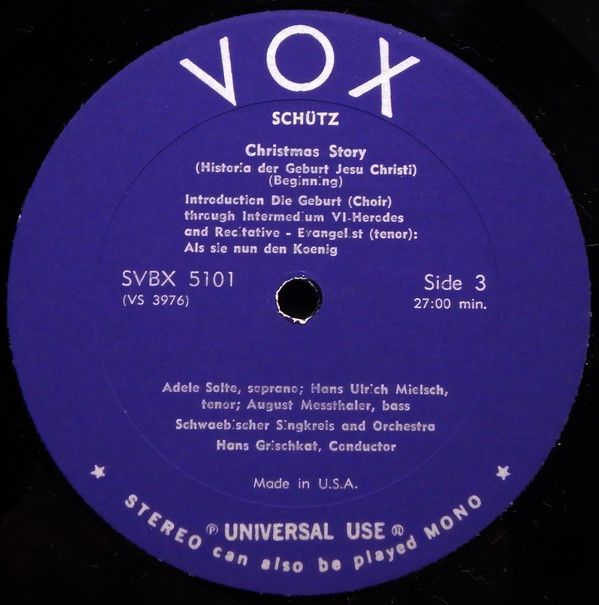 VOX
SCHÜTZ
Christmas Story
(Historia der Geburt Jesu Christi)
(Beginning)
Introduction Die Geburt (Choir)
through Intermedium VI-Herodes
and Recitative - Evangelist (tenor):
Als sie nun den Koenig
SVBX 5101
(VS 3976)
Side 3
27:00 min.
Adele Solte, soprano; Hans Ulrich Mielsch,
tenor; August Messthaler, bass
Schwaebischer Singkreis and Orchestra
Hans Grischkat, Conductor
Made in U.S.A.
℗ UNIVERSAL USE ®
★ STEREO can also be played MONO ★